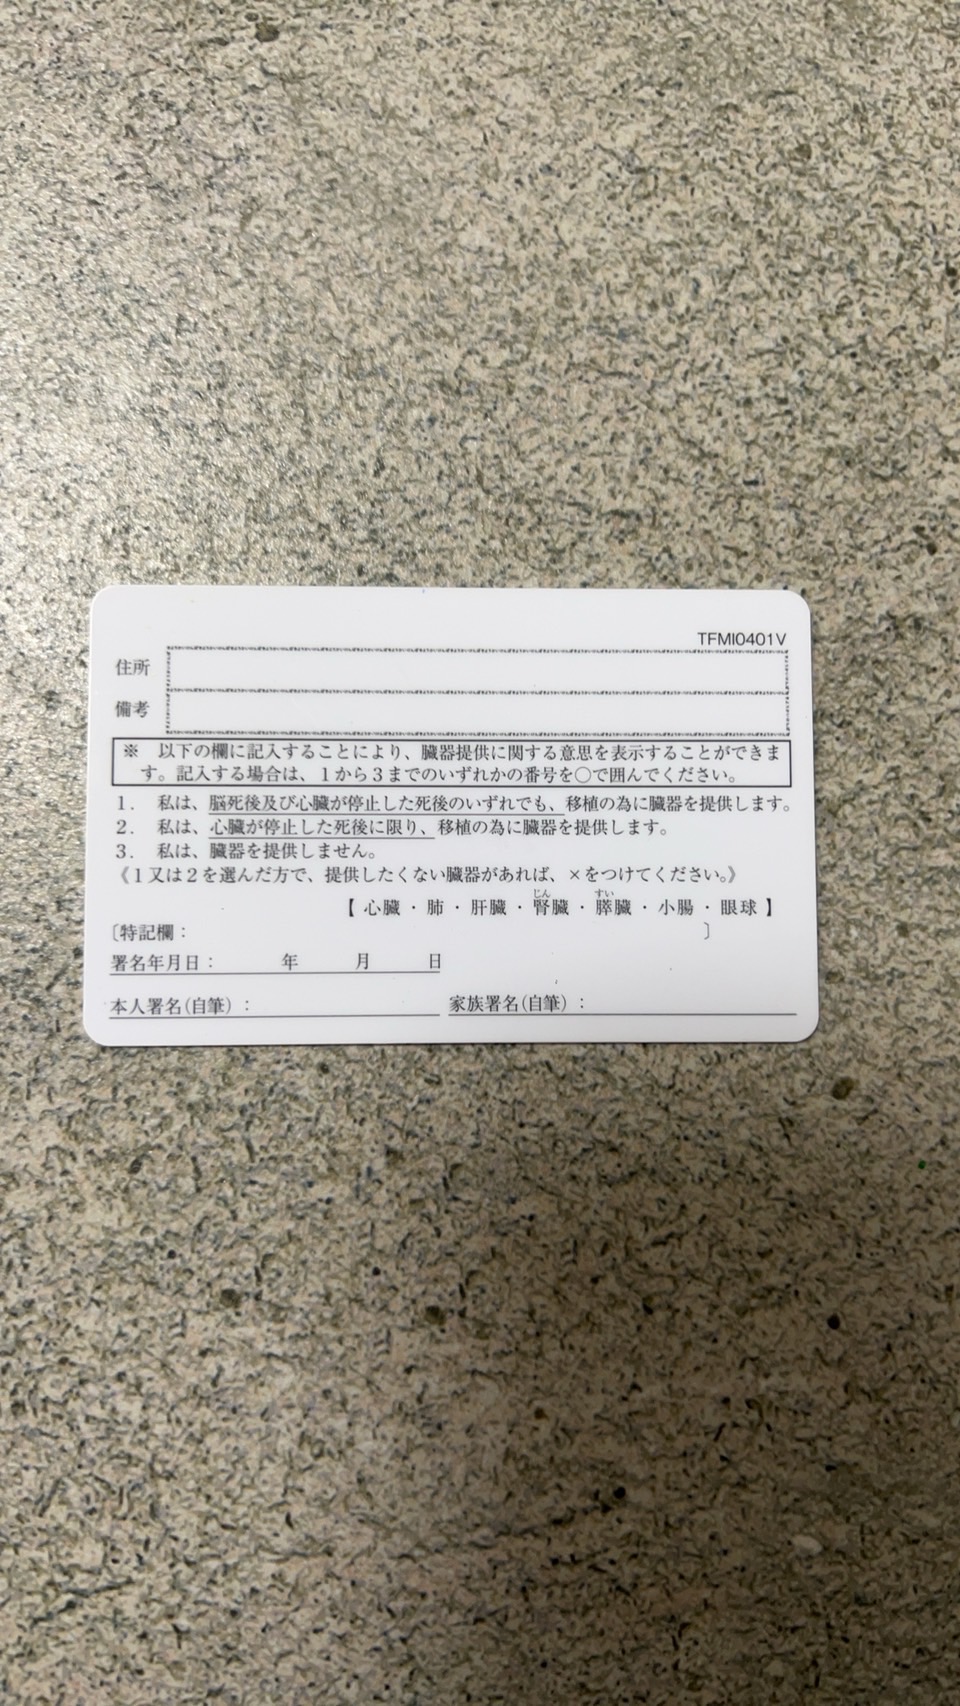 TFMI0401V
住所
備考
※　以下の欄に記入することにより、臓器提供に関する意思を表示することができま
す。記入する場合は、１から３までのいずれかの番号を○で囲んでください。
１.　私は、脳死後及び心臓が停止した死後のいずれでも、移植の為に臓器を提供します。
２.　私は、心臓が停止した死後に限り、移植の為に臓器を提供します。
３.　私は、臓器を提供しません。
《１又は２を選んだ方で、提供したくない臓器があれば、×をつけてください。》
じん すい
【 心臓・肺・肝臓・腎臓・膵臓・小腸・眼球 】
〔特記欄：　〕
署名年月日：　年　月　日
本人署名(自筆)：　家族署名(自筆)：